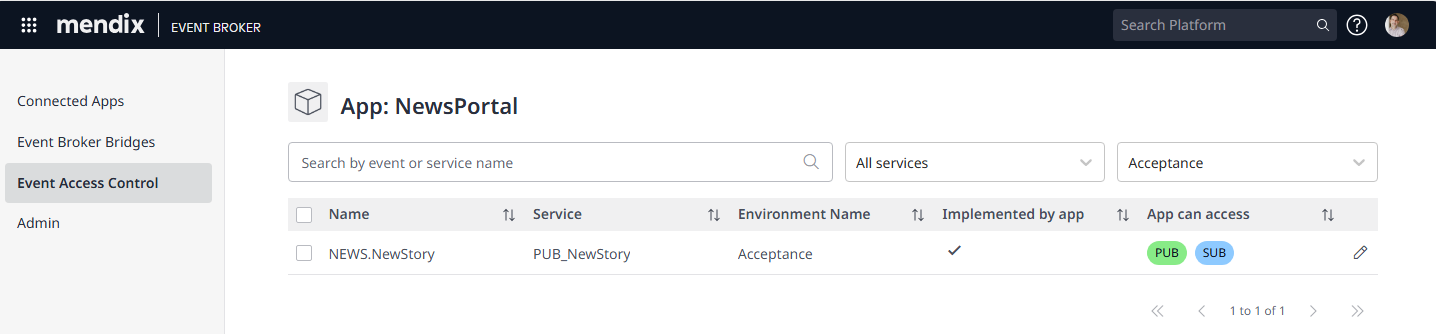 mendix EVENT BROKER Search Platform
Connected Apps
Event Broker Bridges
Event Access Control
Admin
App: NewsPortal
Search by event or service name All services Acceptance
Name Service Environment Name Implemented by app App can access
NEWS.NewStory PUB_NewStory Acceptance PUB SUB
1 to 1 of 1